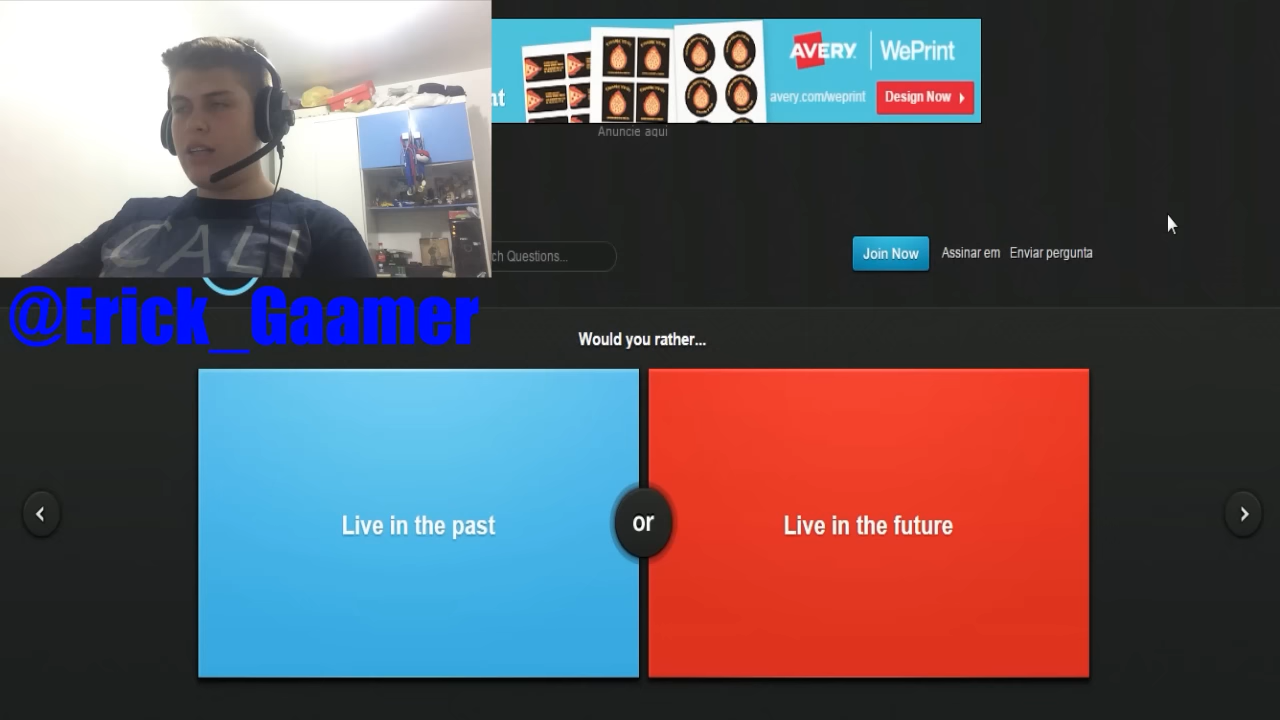 nt
AVERY. WePrint
avery.com/weprint
Design Now
Anuncie aqui
CALI
ch Questions...
Join Now
Assinar em
Enviar pergunta
@Erick_Gaamer
Would you rather...
Live in the past
or
Live in the future